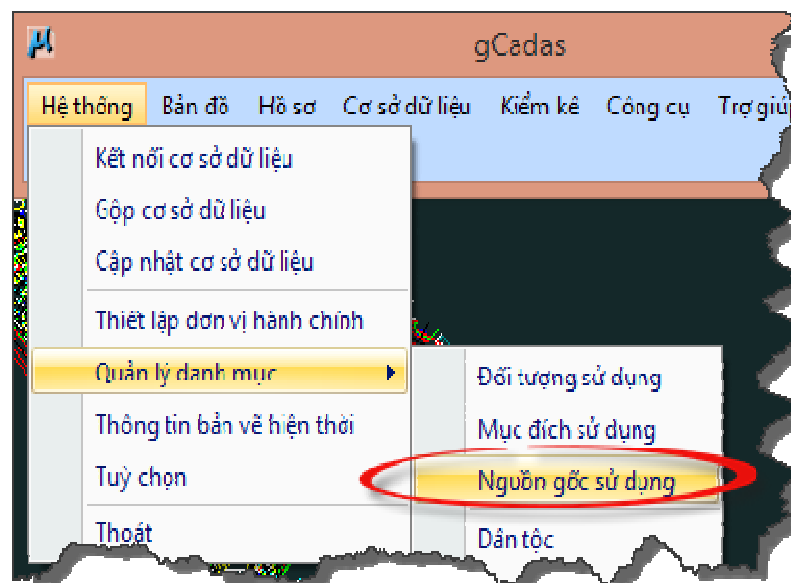 gCadas
Hệ thống Bản đồ Hồ sơ Cơ sở dữ liệu Kiểm kê Công cụ Trợ giúp
Kết nối cơ sở dữ liệu
Gộp cơ sở dữ liệu
Cập nhật cơ sở dữ liệu
Thiết lập đơn vị hành chính
Quản lý danh mục
Đối tượng sử dụng
Thông tin bản vẽ hiện thời
Mục đích sử dụng
Tuỳ chọn
Nguồn gốc sử dụng
Thoát
Dân tộc